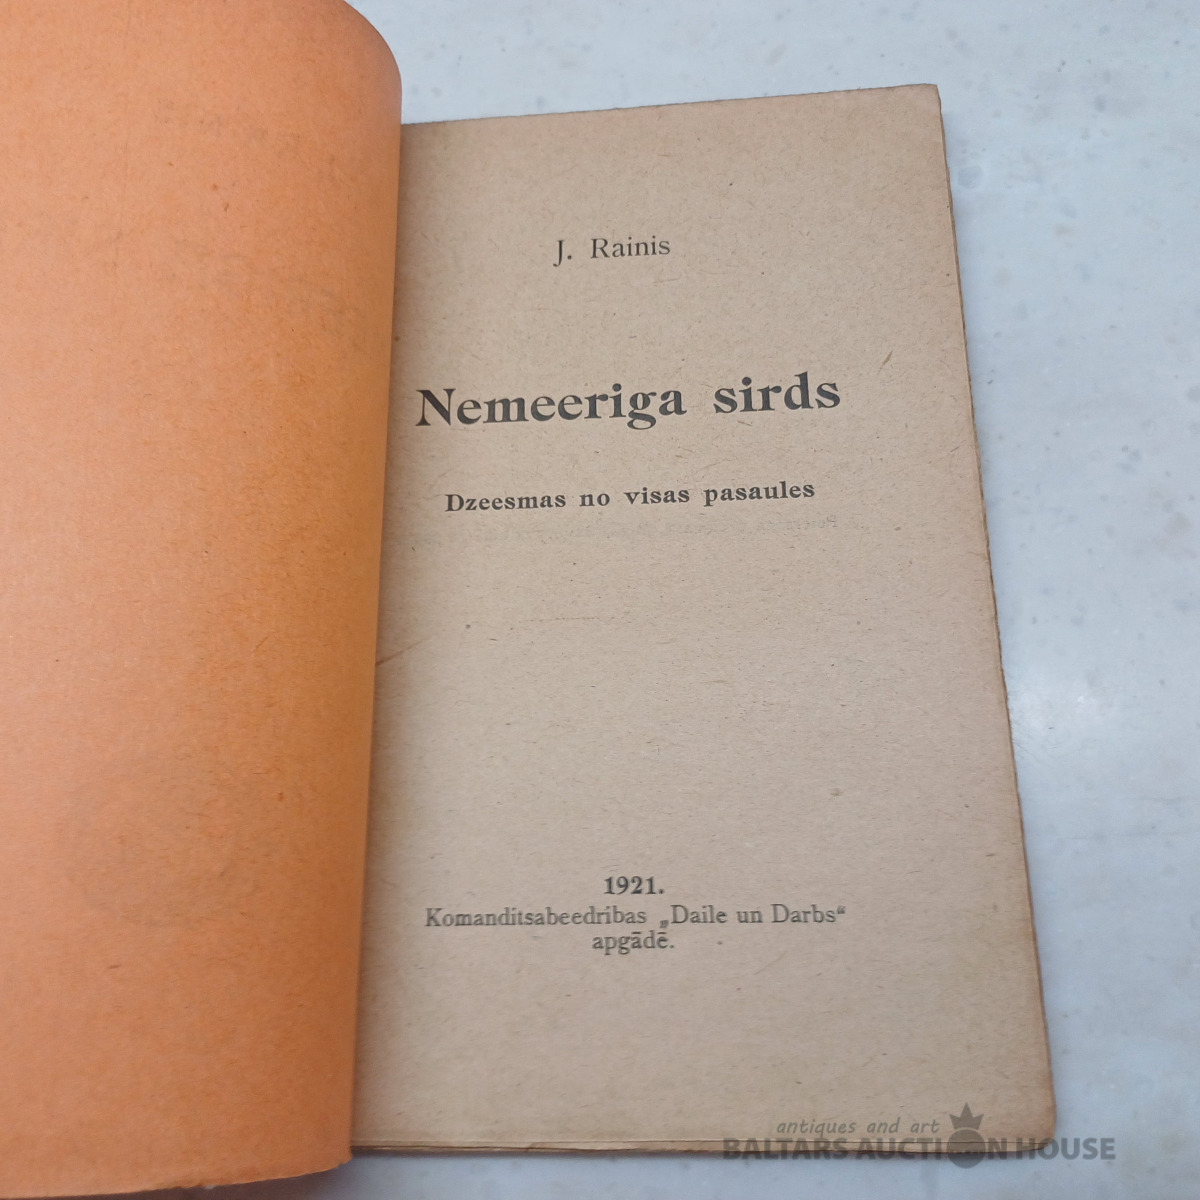 J. Rainis
Nemeeriga sirds
Dzeesmas no visas pasaules
1921.
Komanditsabeedribas „Daile un Darbs“
apgādē.
antiques and art
BALTARS AUCTION HOUSE